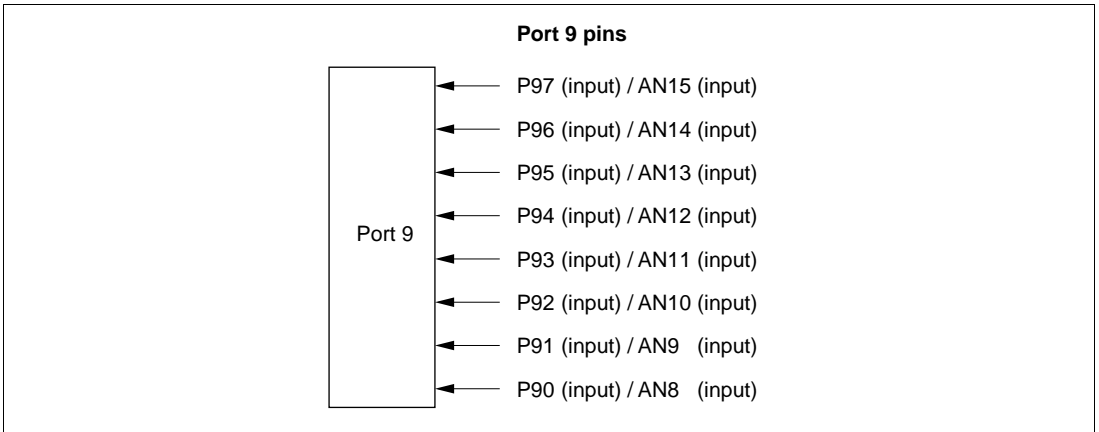 Port 9 pins
P97 (input) / AN15 (input)
P96 (input) / AN14 (input)
P95 (input) / AN13 (input)
P94 (input) / AN12 (input)
Port 9
P93 (input) / AN11 (input)
P92 (input) / AN10 (input)
P91 (input) / AN9 (input)
P90 (input) / AN8 (input)